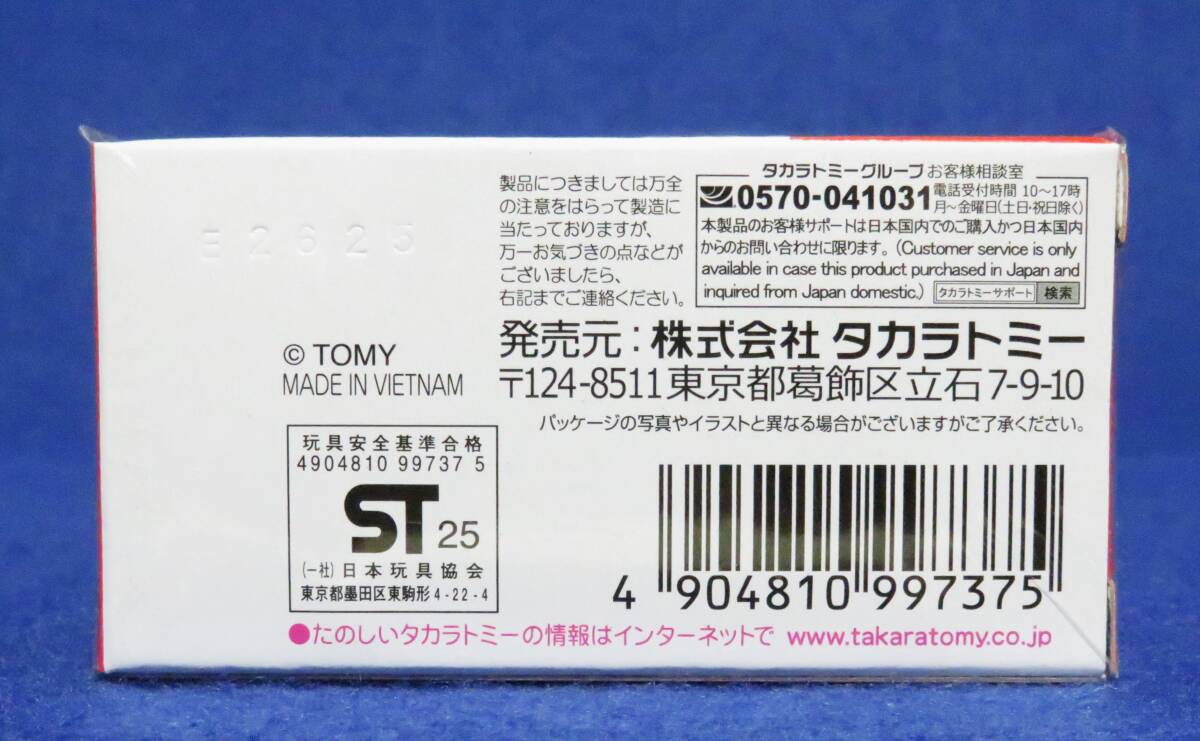 タカラトミーグループお客様相談室
0570-041031 電話受付時間 10～17時
月～金曜日(土日・祝日除く)
本製品のお客様サポートは日本国内でのご購入かつ日本国内
からのお問い合わせに限ります。(Customer service is only
available in case this product purchased in Japan and
inquired from Japan domestic.) タカラトミーサポート 検索
製品につきましては万全
の注意をはらって製造に
当たっておりますが、
万一お気づきの点などが
ございましたら、
右記までご連絡ください。
2625
© TOMY
MADE IN VIETNAM
発売元:株式会社 タカラトミー
〒124-8511 東京都葛飾区立石7-9-10
パッケージの写真やイラストと異なる場合がございますがご了承ください。
玩具安全基準合格
4904810 99737 5
ST 25
(一社)日本玩具協会
東京都墨田区東駒形4-22-4
4 904810 997375
●たのしいタカラトミーの情報はインターネットで www.takaratomy.co.jp